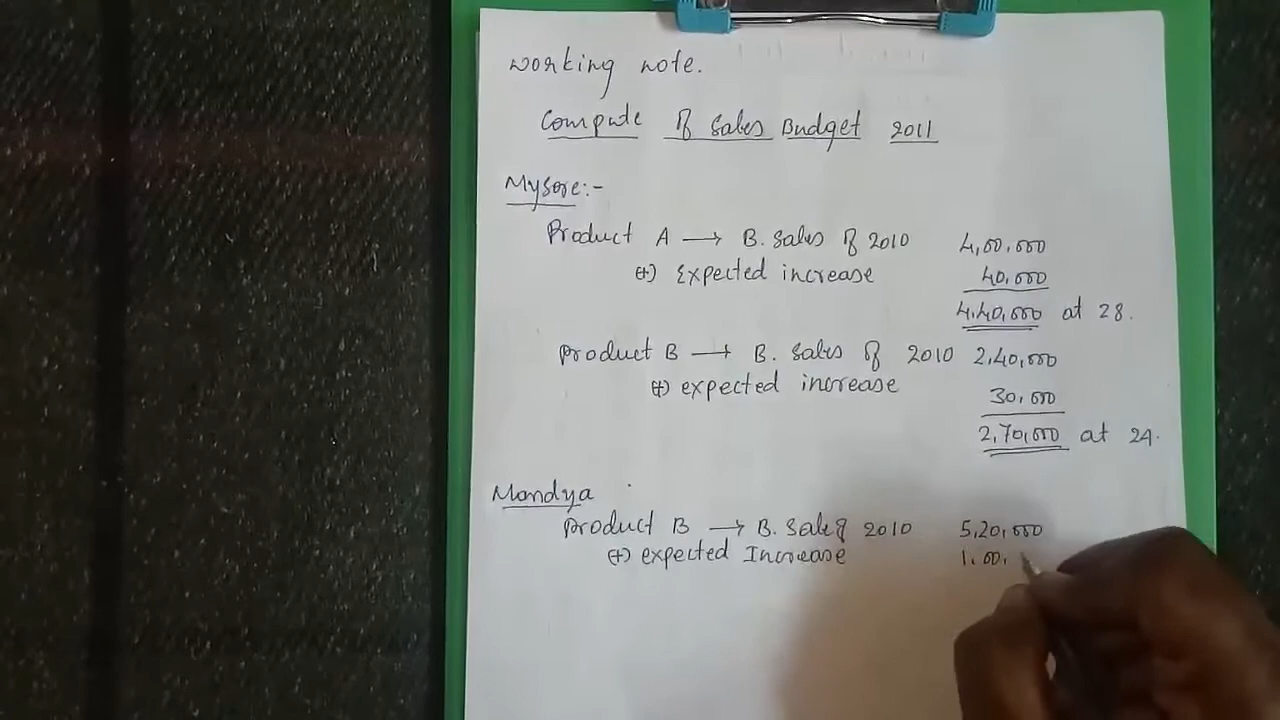 working note.
Compute of Sales Budget 2011
Mysore:-
Product A → B. Sales of 2010 4,00,000
(+) Expected increase 40,000
4,40,000 at 28.
Product B → B. Sales of 2010 2,40,000
(+) expected increase
30,000
2,70,000 at 24.
Mandya
Product B → B. Sale of 2010 5,20,000
(+) expected Increase 1,00,